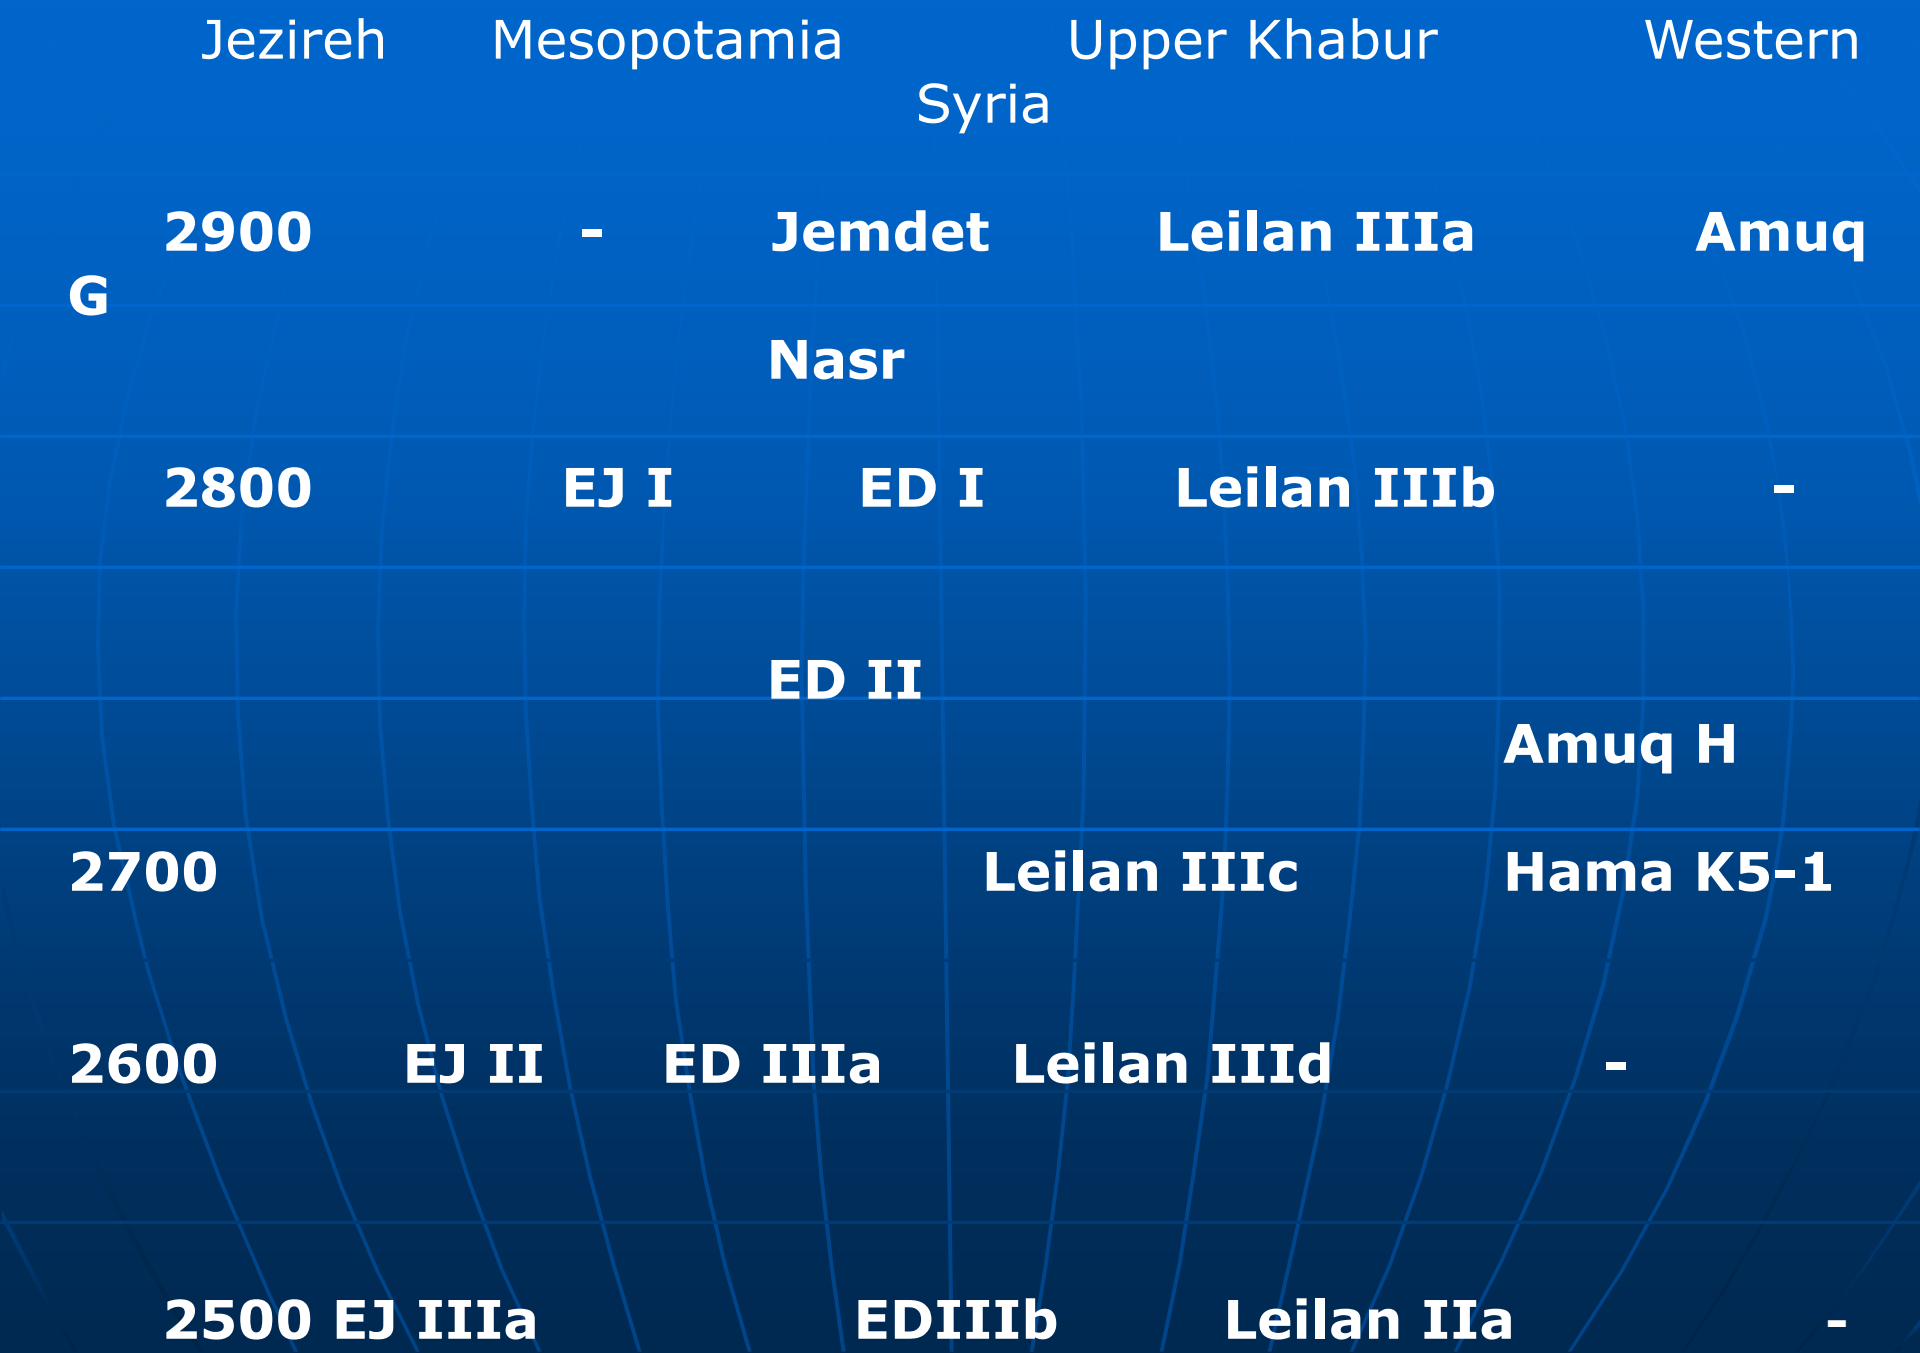 Jezireh Mesopotamia Upper Khabur Western
Syria
2900 - Jemdet Leilan IIIa Amuq
G
Nasr
2800 EJ I ED I Leilan IIIb -
ED II
Amuq H
2700 Leilan IIIc Hama K5-1
2600 EJ II ED IIIa Leilan IIId -
2500 EJ IIIa EDIIIb Leilan IIa -